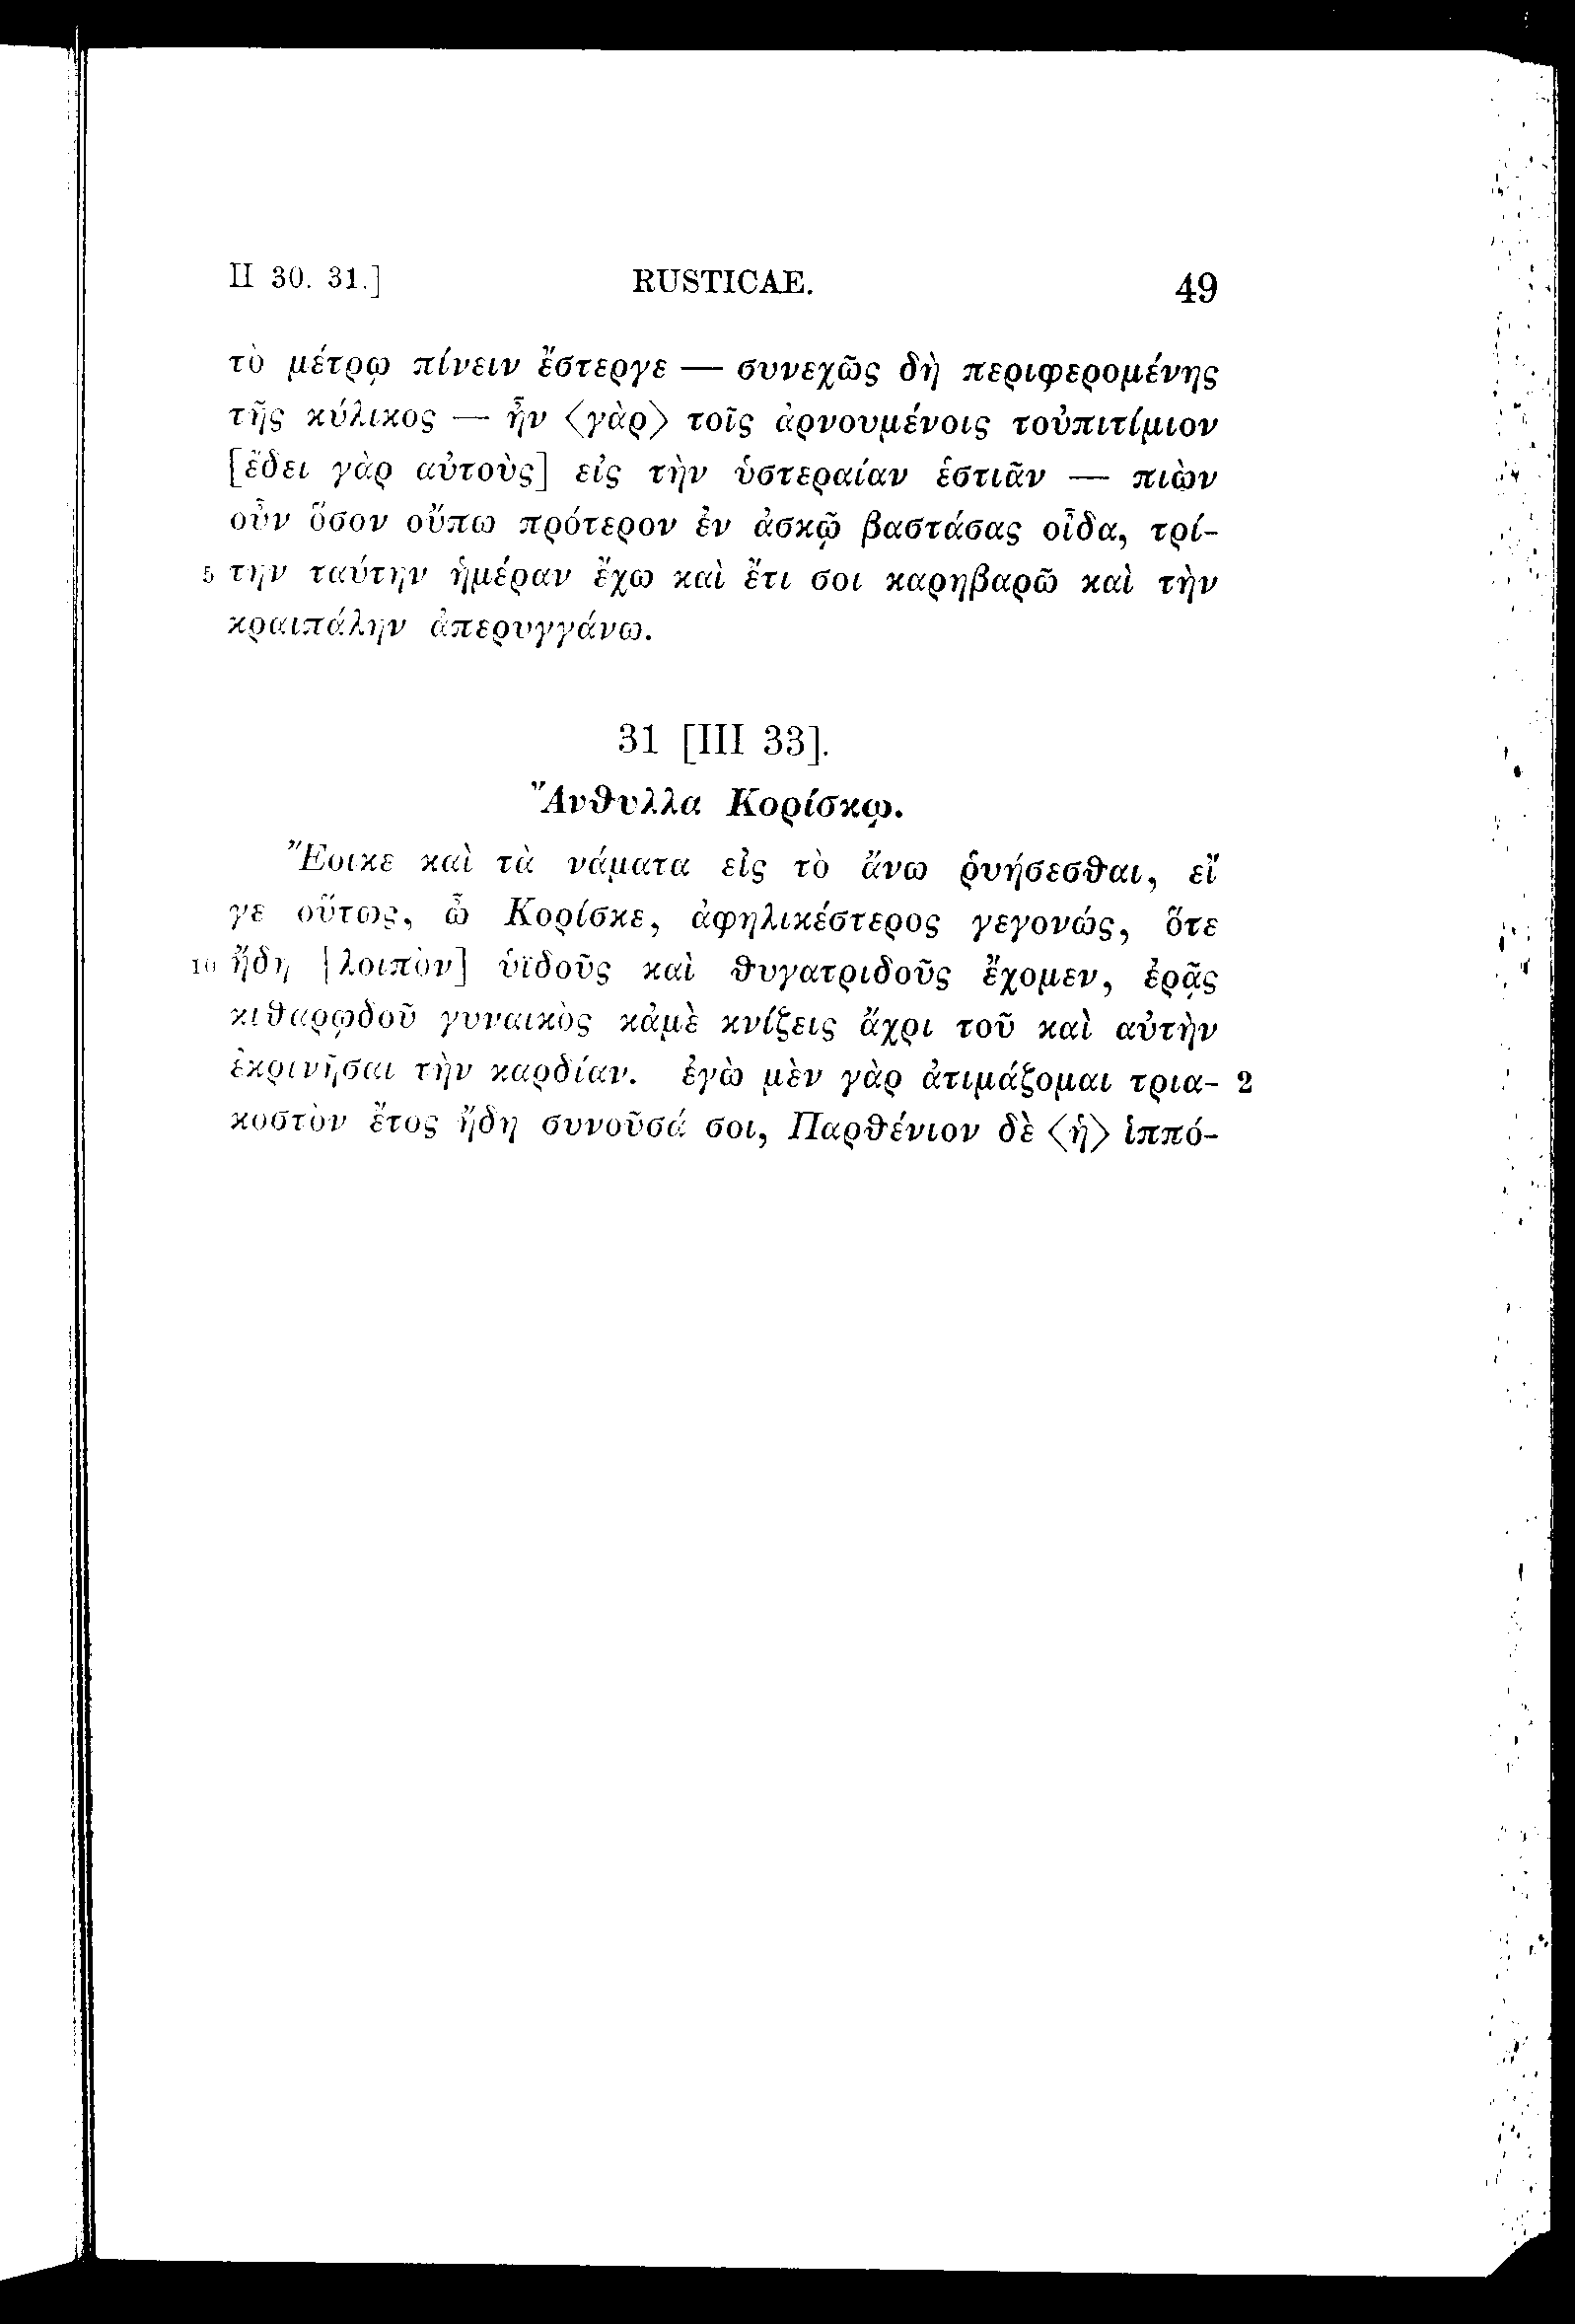 II 30. 31.] RUSTICAE. 49
τὸ μέτρῳ πίνειν ἔστεργε — συνεχῶς δὴ περιφερομένης
τῆς κύλικος — ἦν ⟨γὰρ⟩ τοῖς ἀρνουμένοις τοὐπιτίμιον
[ἔδει γὰρ αὐτοὺς] εἰς τὴν ὑστεραίαν ἑστιᾶν — πιὼν
οὖν ὅσον οὔπω πρότερον ἐν ἀσκῷ βαστάσας οἶδα, τρί-
5 την ταύτην ἡμέραν ἔχω καὶ ἔτι σοι καρηβαρῶ καὶ τὴν
κραιπάλην ἀπερυγγάνω.
31 [III 33].
Ἄνθυλλα Κορίσκῳ.
Ἔοικε καὶ τὰ νάματα εἰς τὸ ἄνω ῥυήσεσθαι, εἴ
γε οὕτως, ὦ Κορίσκε, ἀφηλικέστερος γεγονώς, ὅτε
10 ἤδη [λοιπὸν] ὑϊδοῦς καὶ θυγατριδοῦς ἔχομεν, ἐρᾷς
κιθαρῳδοῦ γυναικὸς κἀμὲ κνίζεις ἄχρι τοῦ καὶ αὐτὴν
ἐκρινῆσαι τὴν καρδίαν. ἐγὼ μὲν γὰρ ἀτιμάζομαι τρια- 2
κοστὸν ἔτος ἤδη συνοῦσά σοι, Παρθένιον δὲ ⟨ἡ⟩ ἱππό-